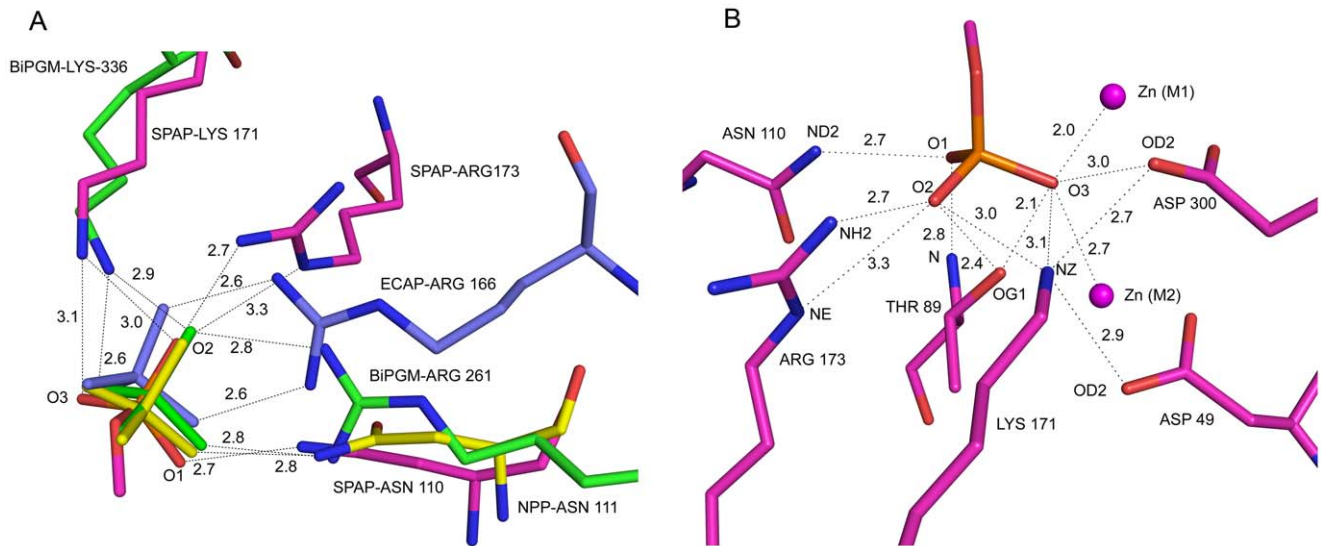 A
BiPGM-LYS-336
SPAP-LYS 171
SPAP-ARG173
2.7
2.9
2.6
ECAP-ARG 166
3.3
3.1
3.0
O2
2.8
2.6
BiPGM-ARG 261
O3
2.6
2.8
O1
2.7
2.8
SPAP-ASN 110
NPP-ASN 111
B
Zn (M1)
ASN 110
ND2
2.7
O1
2.0
OD2
3.0
O2
O3
ASP 300
2.7
3.0
2.1
2.7
NH2
2.8
3.1
2.7
3.3
N
2.4
NZ
OG1
Zn (M2)
NE
THR 89
2.9
ARG 173
OD2
LYS 171
ASP 49